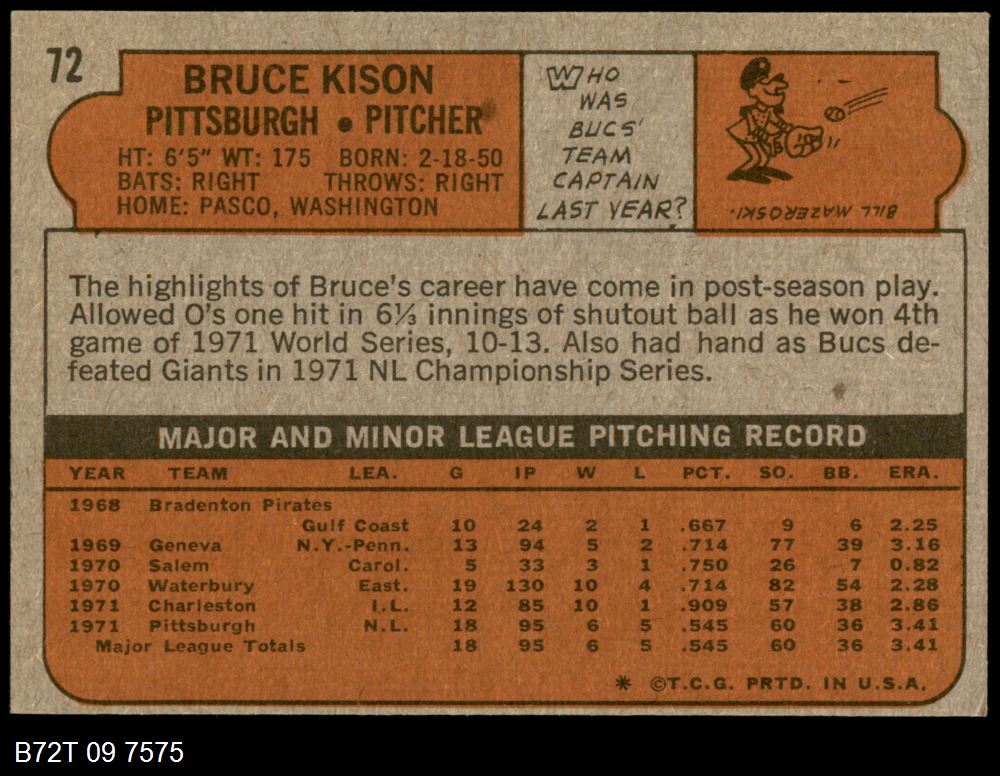 72
BRUCE KISON
PITTSBURGH • PITCHER
HT: 6'5" WT: 175 BORN: 2-18-50
BATS: RIGHT THROWS: RIGHT
HOME: PASCO, WASHINGTON
WHO
WAS
BUCS'
TEAM
CAPTAIN
LAST YEAR?
BILL MAZEROSKI.
The highlights of Bruce's career have come in post-season play.
Allowed O's one hit in 6⅓ innings of shutout ball as he won 4th
game of 1971 World Series, 10-13. Also had hand as Bucs de-
feated Giants in 1971 NL Championship Series.
MAJOR AND MINOR LEAGUE PITCHING RECORD
YEAR TEAM LEA. G IP W L PCT. SO. BB. ERA.
1968 Bradenton Pirates
Gulf Coast 10 24 2 1 .667 9 6 2.25
1969 Geneva N.Y.-Penn. 13 94 5 2 .714 77 39 3.16
1970 Salem Carol. 5 33 3 1 .750 26 7 0.82
1970 Waterbury East. 19 130 10 4 .714 82 54 2.28
1971 Charleston I.L. 12 85 10 1 .909 57 38 2.86
1971 Pittsburgh N.L. 18 95 6 5 .545 60 36 3.41
Major League Totals 18 95 6 5 .545 60 36 3.41
* ©T.C.G. PRTD. IN U.S.A.
B72T 09 7575